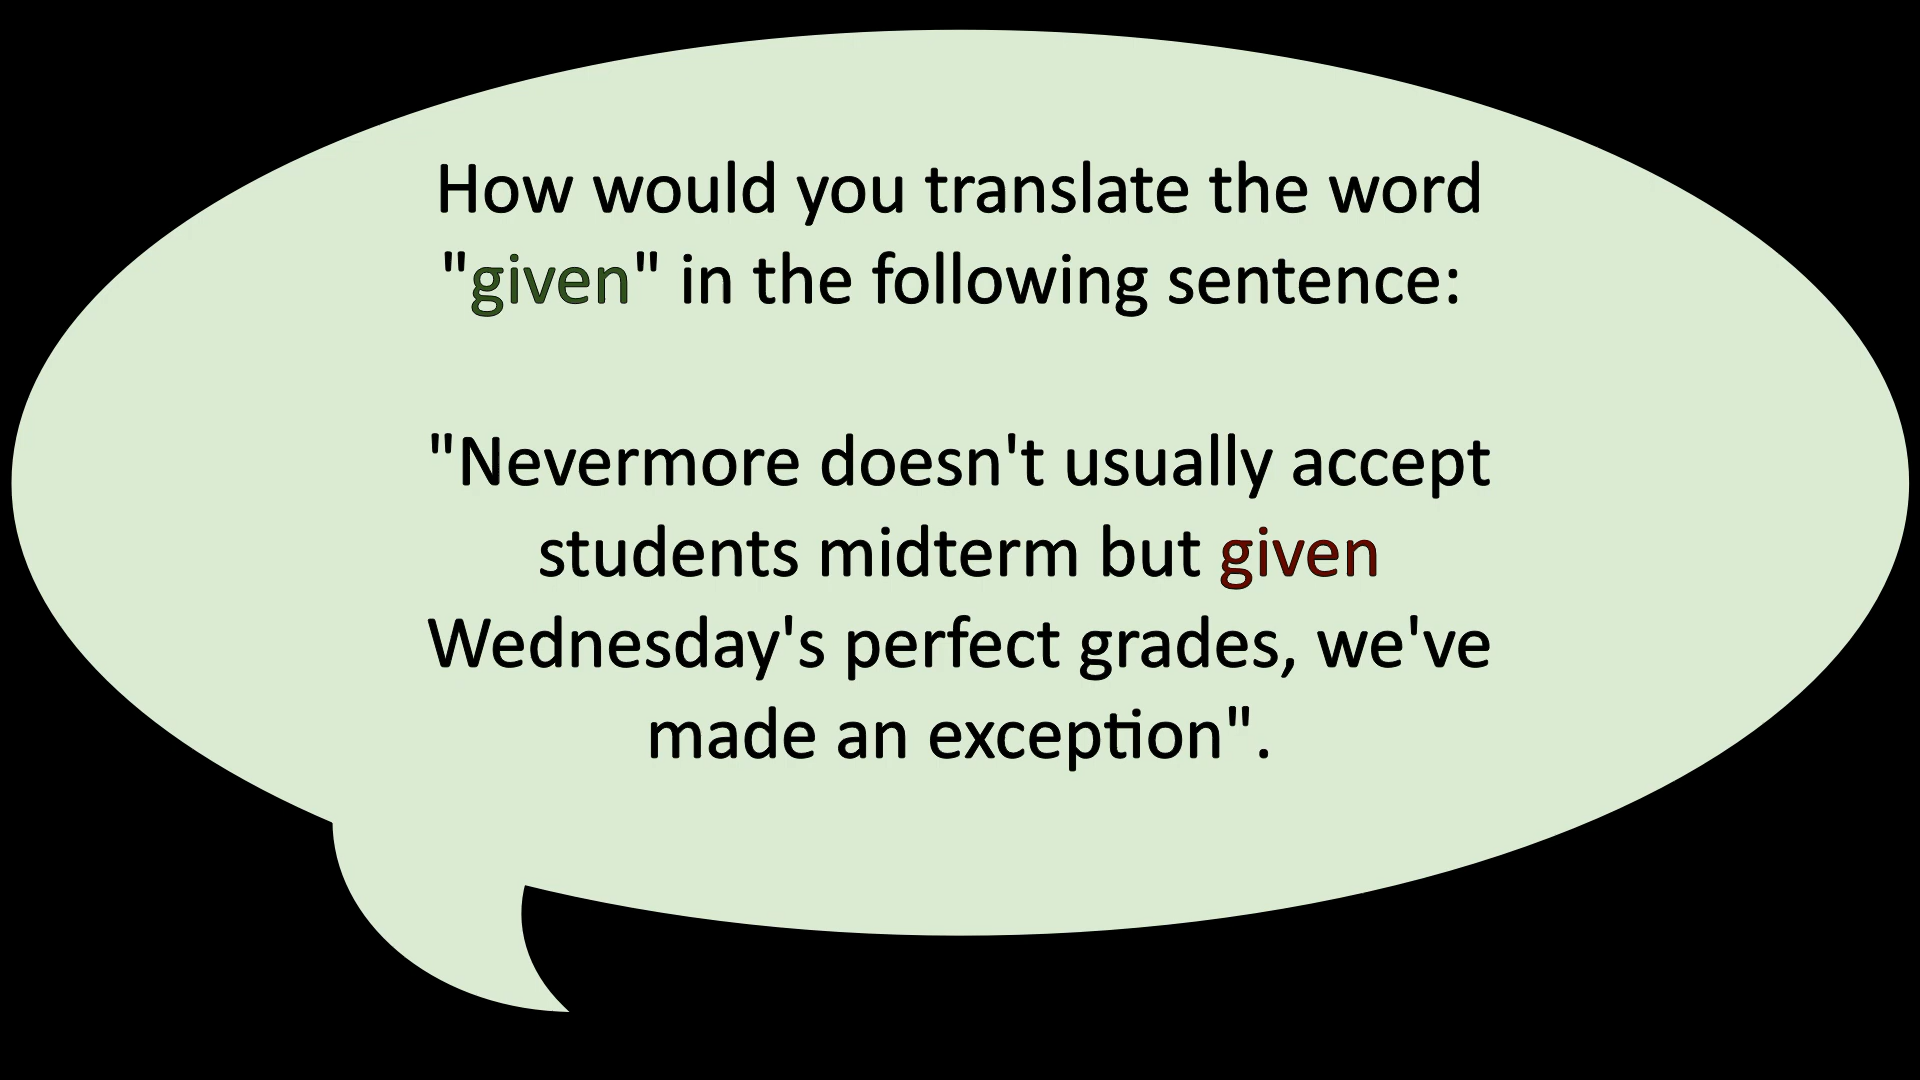 How would you translate the word
"given" in the following sentence:
"Nevermore doesn't usually accept
students midterm but given
Wednesday's perfect grades, we've
made an exception".